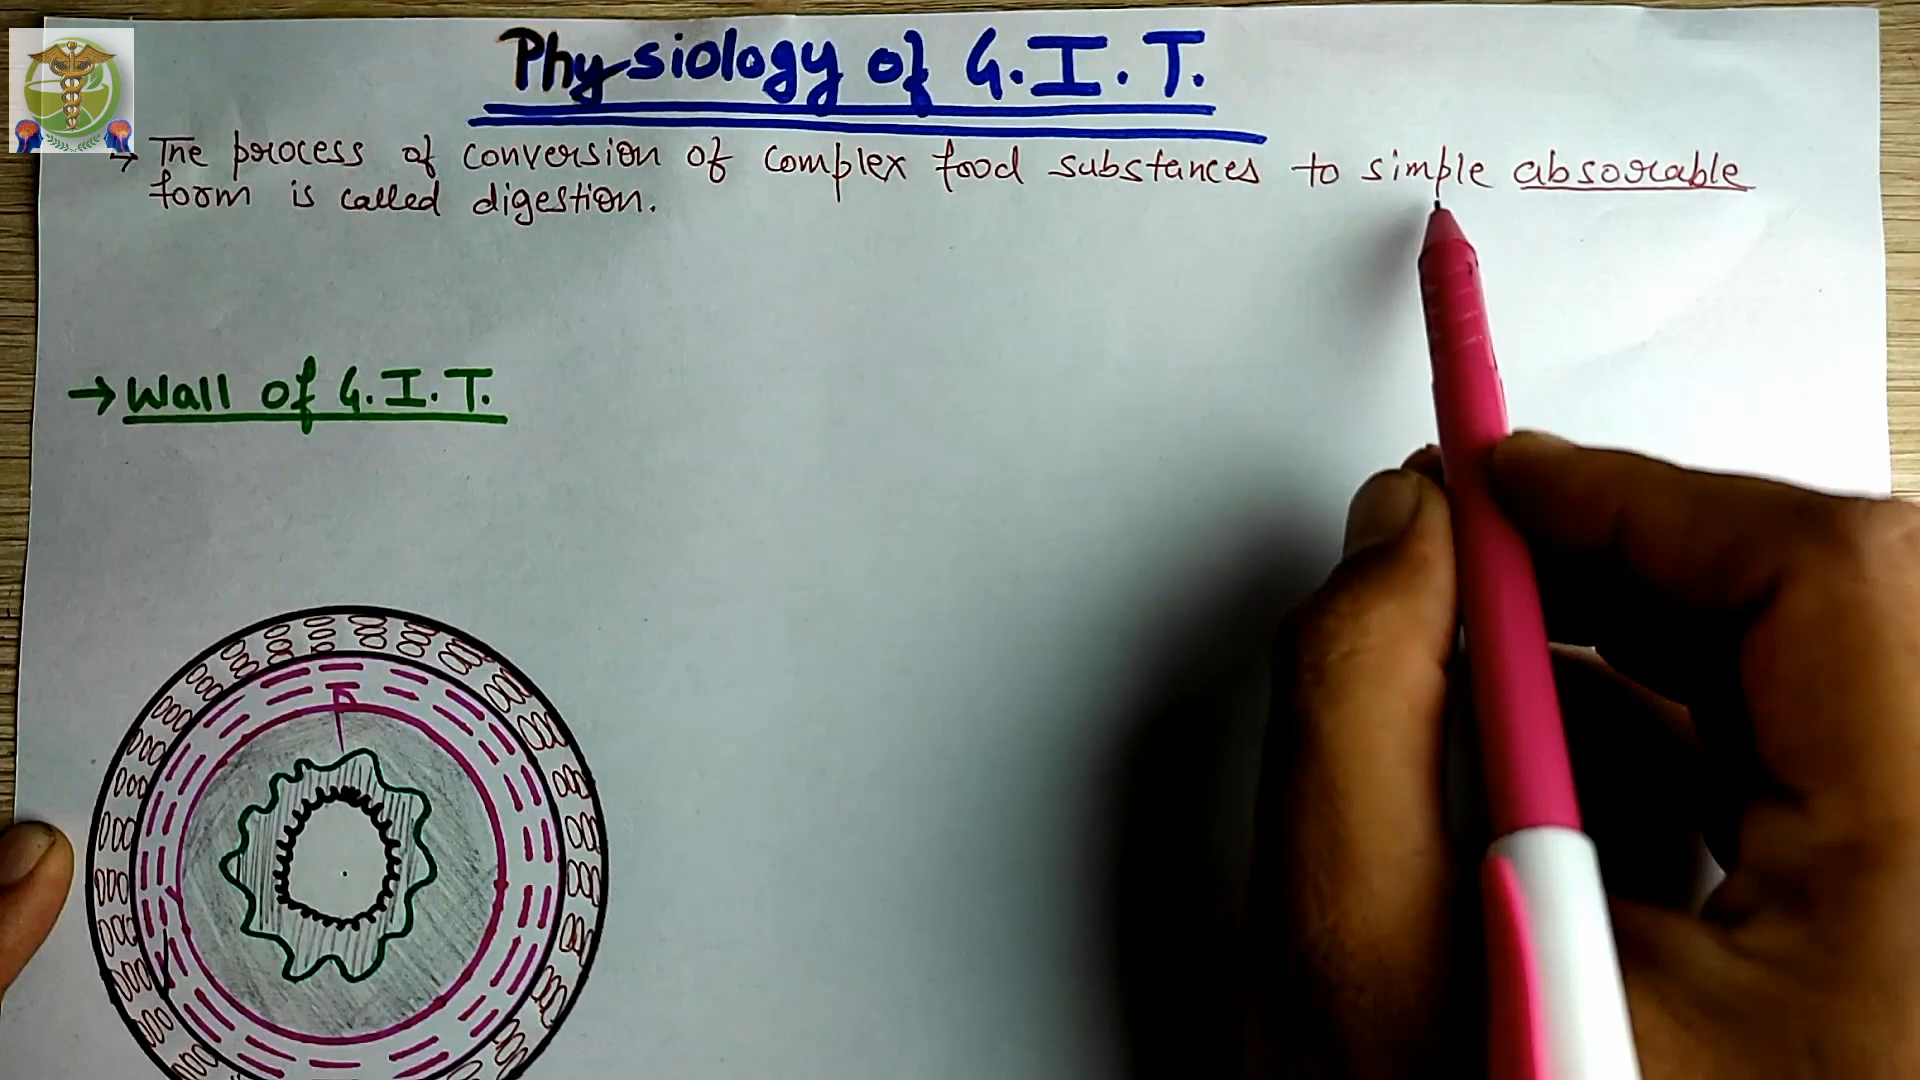 Physiology of G.I.T.
→ The process of conversion of complex food substances to simple absorable
form is called digestion.
→ Wall of G.I.T.